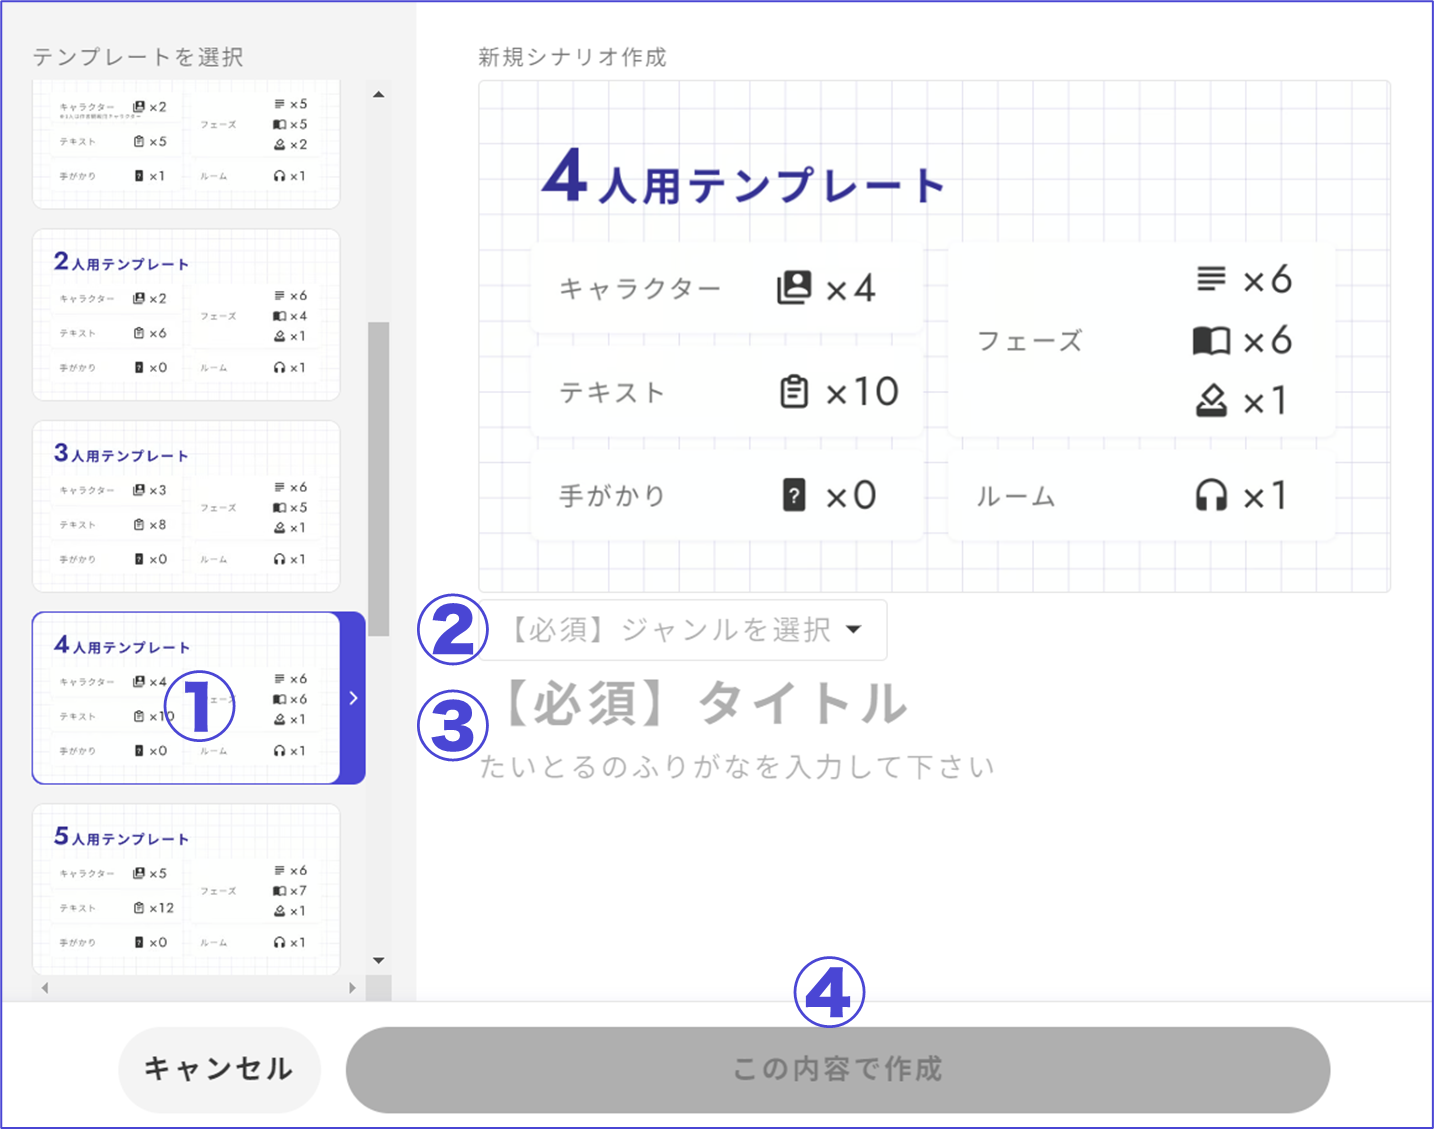 テンプレートを選択
キャラクター ×2
テキスト ×5
手がかり ×1
フェーズ ×5
×5
×2
ルーム ×1
2人用テンプレート
キャラクター ×2
テキスト ×6
手がかり ×0
フェーズ ×6
×4
×1
ルーム ×1
3人用テンプレート
キャラクター ×3
テキスト ×8
手がかり ×0
フェーズ ×6
×5
×1
ルーム ×1
4人用テンプレート
キャラクター ×4
テキスト ×10
手がかり ×0
①
ェーズ ×6
×6
×1
ルーム ×1
5人用テンプレート
キャラクター ×5
テキスト ×12
手がかり ×0
フェーズ ×6
×7
×1
ルーム ×1
新規シナリオ作成
4人用テンプレート
キャラクター ×4
テキスト ×10
手がかり ×0
フェーズ ×6
×6
×1
ルーム ×1
② 【必須】ジャンルを選択
③ 【必須】タイトル
たいとるのふりがなを入力して下さい
④
キャンセル
この内容で作成